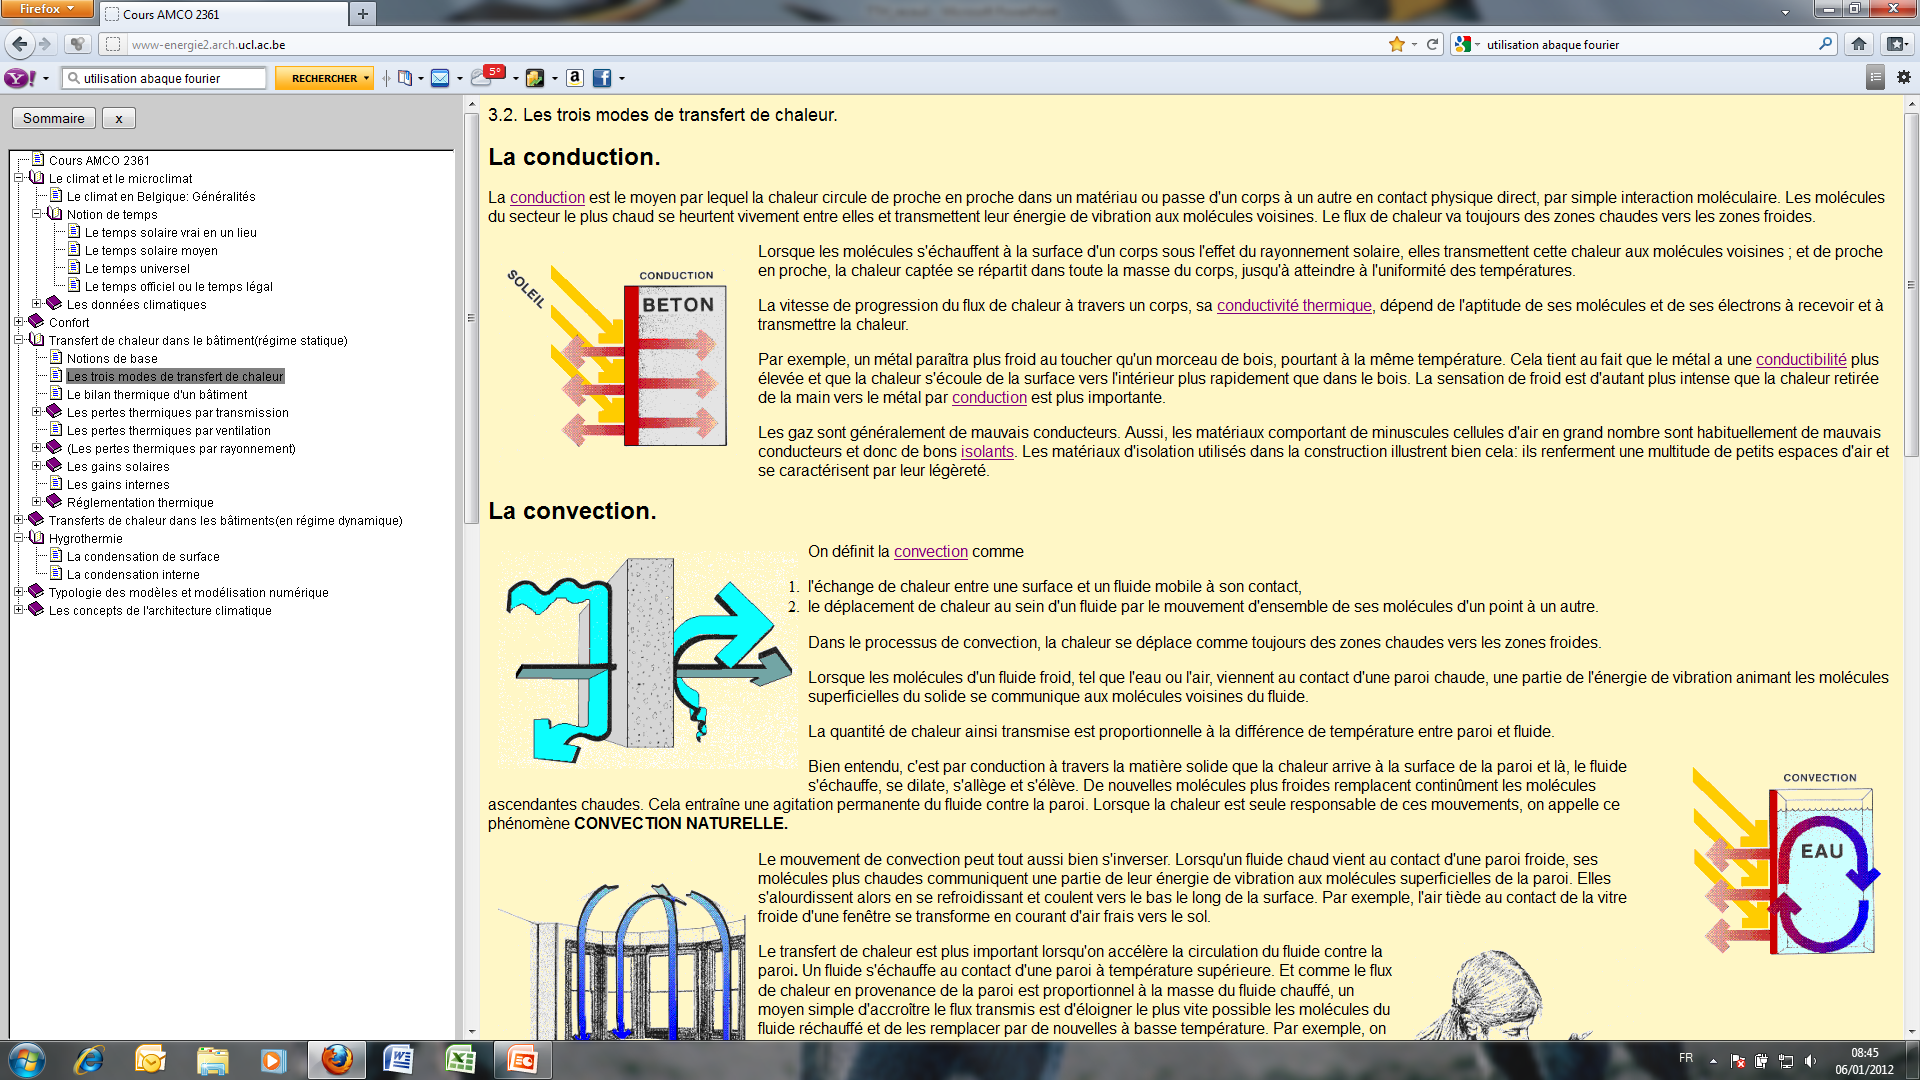 Firefox
Cours AMCO 2361
www-energie2.arch.ucl.ac.be
utilisation abaque fourier
utilisation abaque fourier
RECHERCHER
5°
Sommaire
x
Cours AMCO 2361
Le climat et le microclimat
Le climat en Belgique: Généralités
Notion de temps
Le temps solaire vrai en un lieu
Le temps solaire moyen
Le temps universel
Le temps officiel ou le temps légal
Les données climatiques
Confort
Transfert de chaleur dans le bâtiment(régime statique)
Notions de base
Les trois modes de transfert de chaleur
Le bilan thermique d'un bâtiment
Les pertes thermiques par transmission
Les pertes thermiques par ventilation
(Les pertes thermiques par rayonnement)
Les gains solaires
Les gains internes
Réglementation thermique
Transferts de chaleur dans les bâtiments(en régime dynamique)
Hygrothermie
La condensation de surface
La condensation interne
Typologie des modèles et modélisation numérique
Les concepts de l'architecture climatique
3.2. Les trois modes de transfert de chaleur.
La conduction.
La conduction est le moyen par lequel la chaleur circule de proche en proche dans un matériau ou passe d'un corps à un autre en contact physique direct, par simple interaction moléculaire. Les molécules
du secteur le plus chaud se heurtent vivement entre elles et transmettent leur énergie de vibration aux molécules voisines. Le flux de chaleur va toujours des zones chaudes vers les zones froides.
SOLEIL
CONDUCTION
BETON
Lorsque les molécules s'échauffent à la surface d'un corps sous l'effet du rayonnement solaire, elles transmettent cette chaleur aux molécules voisines ; et de proche
en proche, la chaleur captée se répartit dans toute la masse du corps, jusqu'à atteindre à l'uniformité des températures.
La vitesse de progression du flux de chaleur à travers un corps, sa conductivité thermique, dépend de l'aptitude de ses molécules et de ses électrons à recevoir et à
transmettre la chaleur.
Par exemple, un métal paraîtra plus froid au toucher qu'un morceau de bois, pourtant à la même température. Cela tient au fait que le métal a une conductibilité plus
élevée et que la chaleur s'écoule de la surface vers l'intérieur plus rapidement que dans le bois. La sensation de froid est d'autant plus intense que la chaleur retirée
de la main vers le métal par conduction est plus importante.
Les gaz sont généralement de mauvais conducteurs. Aussi, les matériaux comportant de minuscules cellules d'air en grand nombre sont habituellement de mauvais
conducteurs et donc de bons isolants. Les matériaux d'isolation utilisés dans la construction illustrent bien cela: ils renferment une multitude de petits espaces d'air et
se caractérisent par leur légèreté.
La convection.
On définit la convection comme
1. l'échange de chaleur entre une surface et un fluide mobile à son contact,
2. le déplacement de chaleur au sein d'un fluide par le mouvement d'ensemble de ses molécules d'un point à un autre.
Dans le processus de convection, la chaleur se déplace comme toujours des zones chaudes vers les zones froides.
Lorsque les molécules d'un fluide froid, tel que l'eau ou l'air, viennent au contact d'une paroi chaude, une partie de l'énergie de vibration animant les molécules
superficielles du solide se communique aux molécules voisines du fluide.
La quantité de chaleur ainsi transmise est proportionnelle à la différence de température entre paroi et fluide.
Bien entendu, c'est par conduction à travers la matière solide que la chaleur arrive à la surface de la paroi et là, le fluide
s'échauffe, se dilate, s'allège et s'élève. De nouvelles molécules plus froides remplacent continûment les molécules
ascendantes chaudes. Cela entraîne une agitation permanente du fluide contre la paroi. Lorsque la chaleur est seule responsable de ces mouvements, on appelle ce
phénomène CONVECTION NATURELLE.
CONVECTION
EAU
Le mouvement de convection peut tout aussi bien s'inverser. Lorsqu'un fluide chaud vient au contact d'une paroi froide, ses
molécules plus chaudes communiquent une partie de leur énergie de vibration aux molécules superficielles de la paroi. Elles
s'alourdissent alors en se refroidissant et coulent vers le bas le long de la surface. Par exemple, l'air tiède au contact de la vitre
froide d'une fenêtre se transforme en courant d'air frais vers le sol.
Le transfert de chaleur est plus important lorsqu'on accélère la circulation du fluide contre la
paroi. Un fluide s'échauffe au contact d'une paroi à température supérieure. Et comme le flux
de chaleur en provenance de la paroi est proportionnel à la masse du fluide chauffé, un
moyen simple d'accroître le flux transmis est d'éloigner le plus vite possible les molécules du
fluide réchauffé et de les remplacer par de nouvelles à basse température. Par exemple, on
FR
08:45
06/01/2012